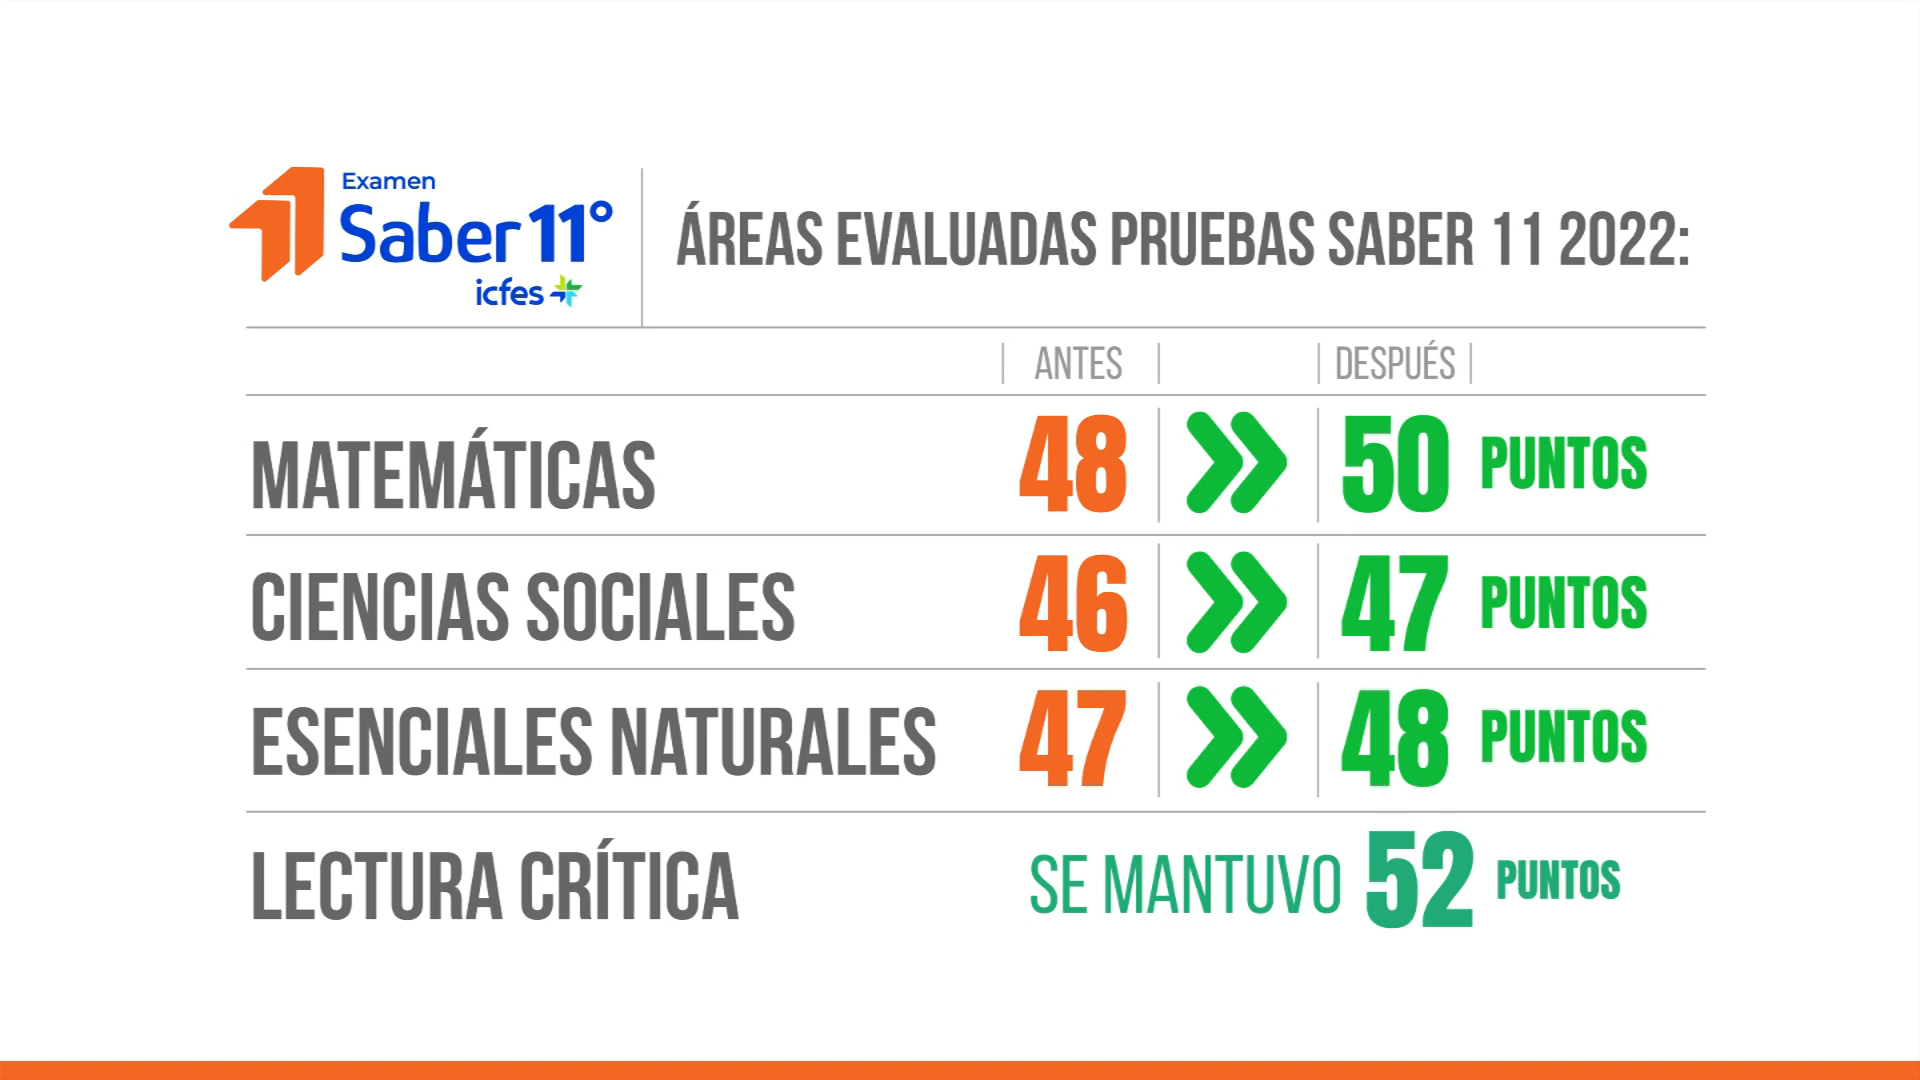 Examen
Saber 11°
icfes
ÁREAS EVALUADAS PRUEBAS SABER 11 2022:
ANTES DESPUÉS
MATEMÁTICAS 48 50 PUNTOS
CIENCIAS SOCIALES 46 47 PUNTOS
ESENCIALES NATURALES 47 48 PUNTOS
LECTURA CRÍTICA SE MANTUVO 52 PUNTOS